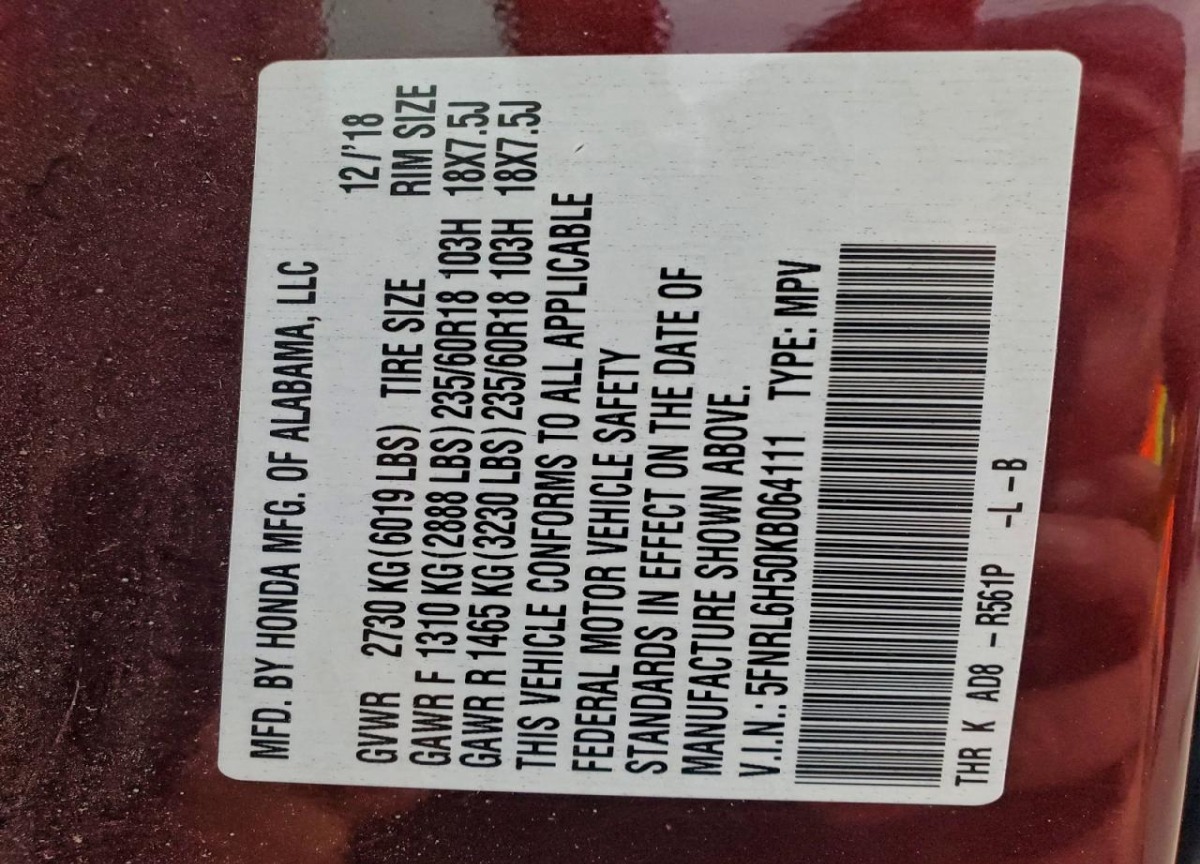 MFD. BY HONDA MFG. OF ALABAMA, LLC
12/'18
GVWR 2730 KG(6019 LBS) TIRE SIZE RIM SIZE
GAWR F 1310 KG(2888 LBS) 235/60R18 103H 18X7.5J
GAWR R 1465 KG(3230 LBS) 235/60R18 103H 18X7.5J
THIS VEHICLE CONFORMS TO ALL APPLICABLE
FEDERAL MOTOR VEHICLE SAFETY
STANDARDS IN EFFECT ON THE DATE OF
MANUFACTURE SHOWN ABOVE.
V.I.N.: 5FNRL6H50KB064111 TYPE: MPV
THR K AD8 -R561P -L-B